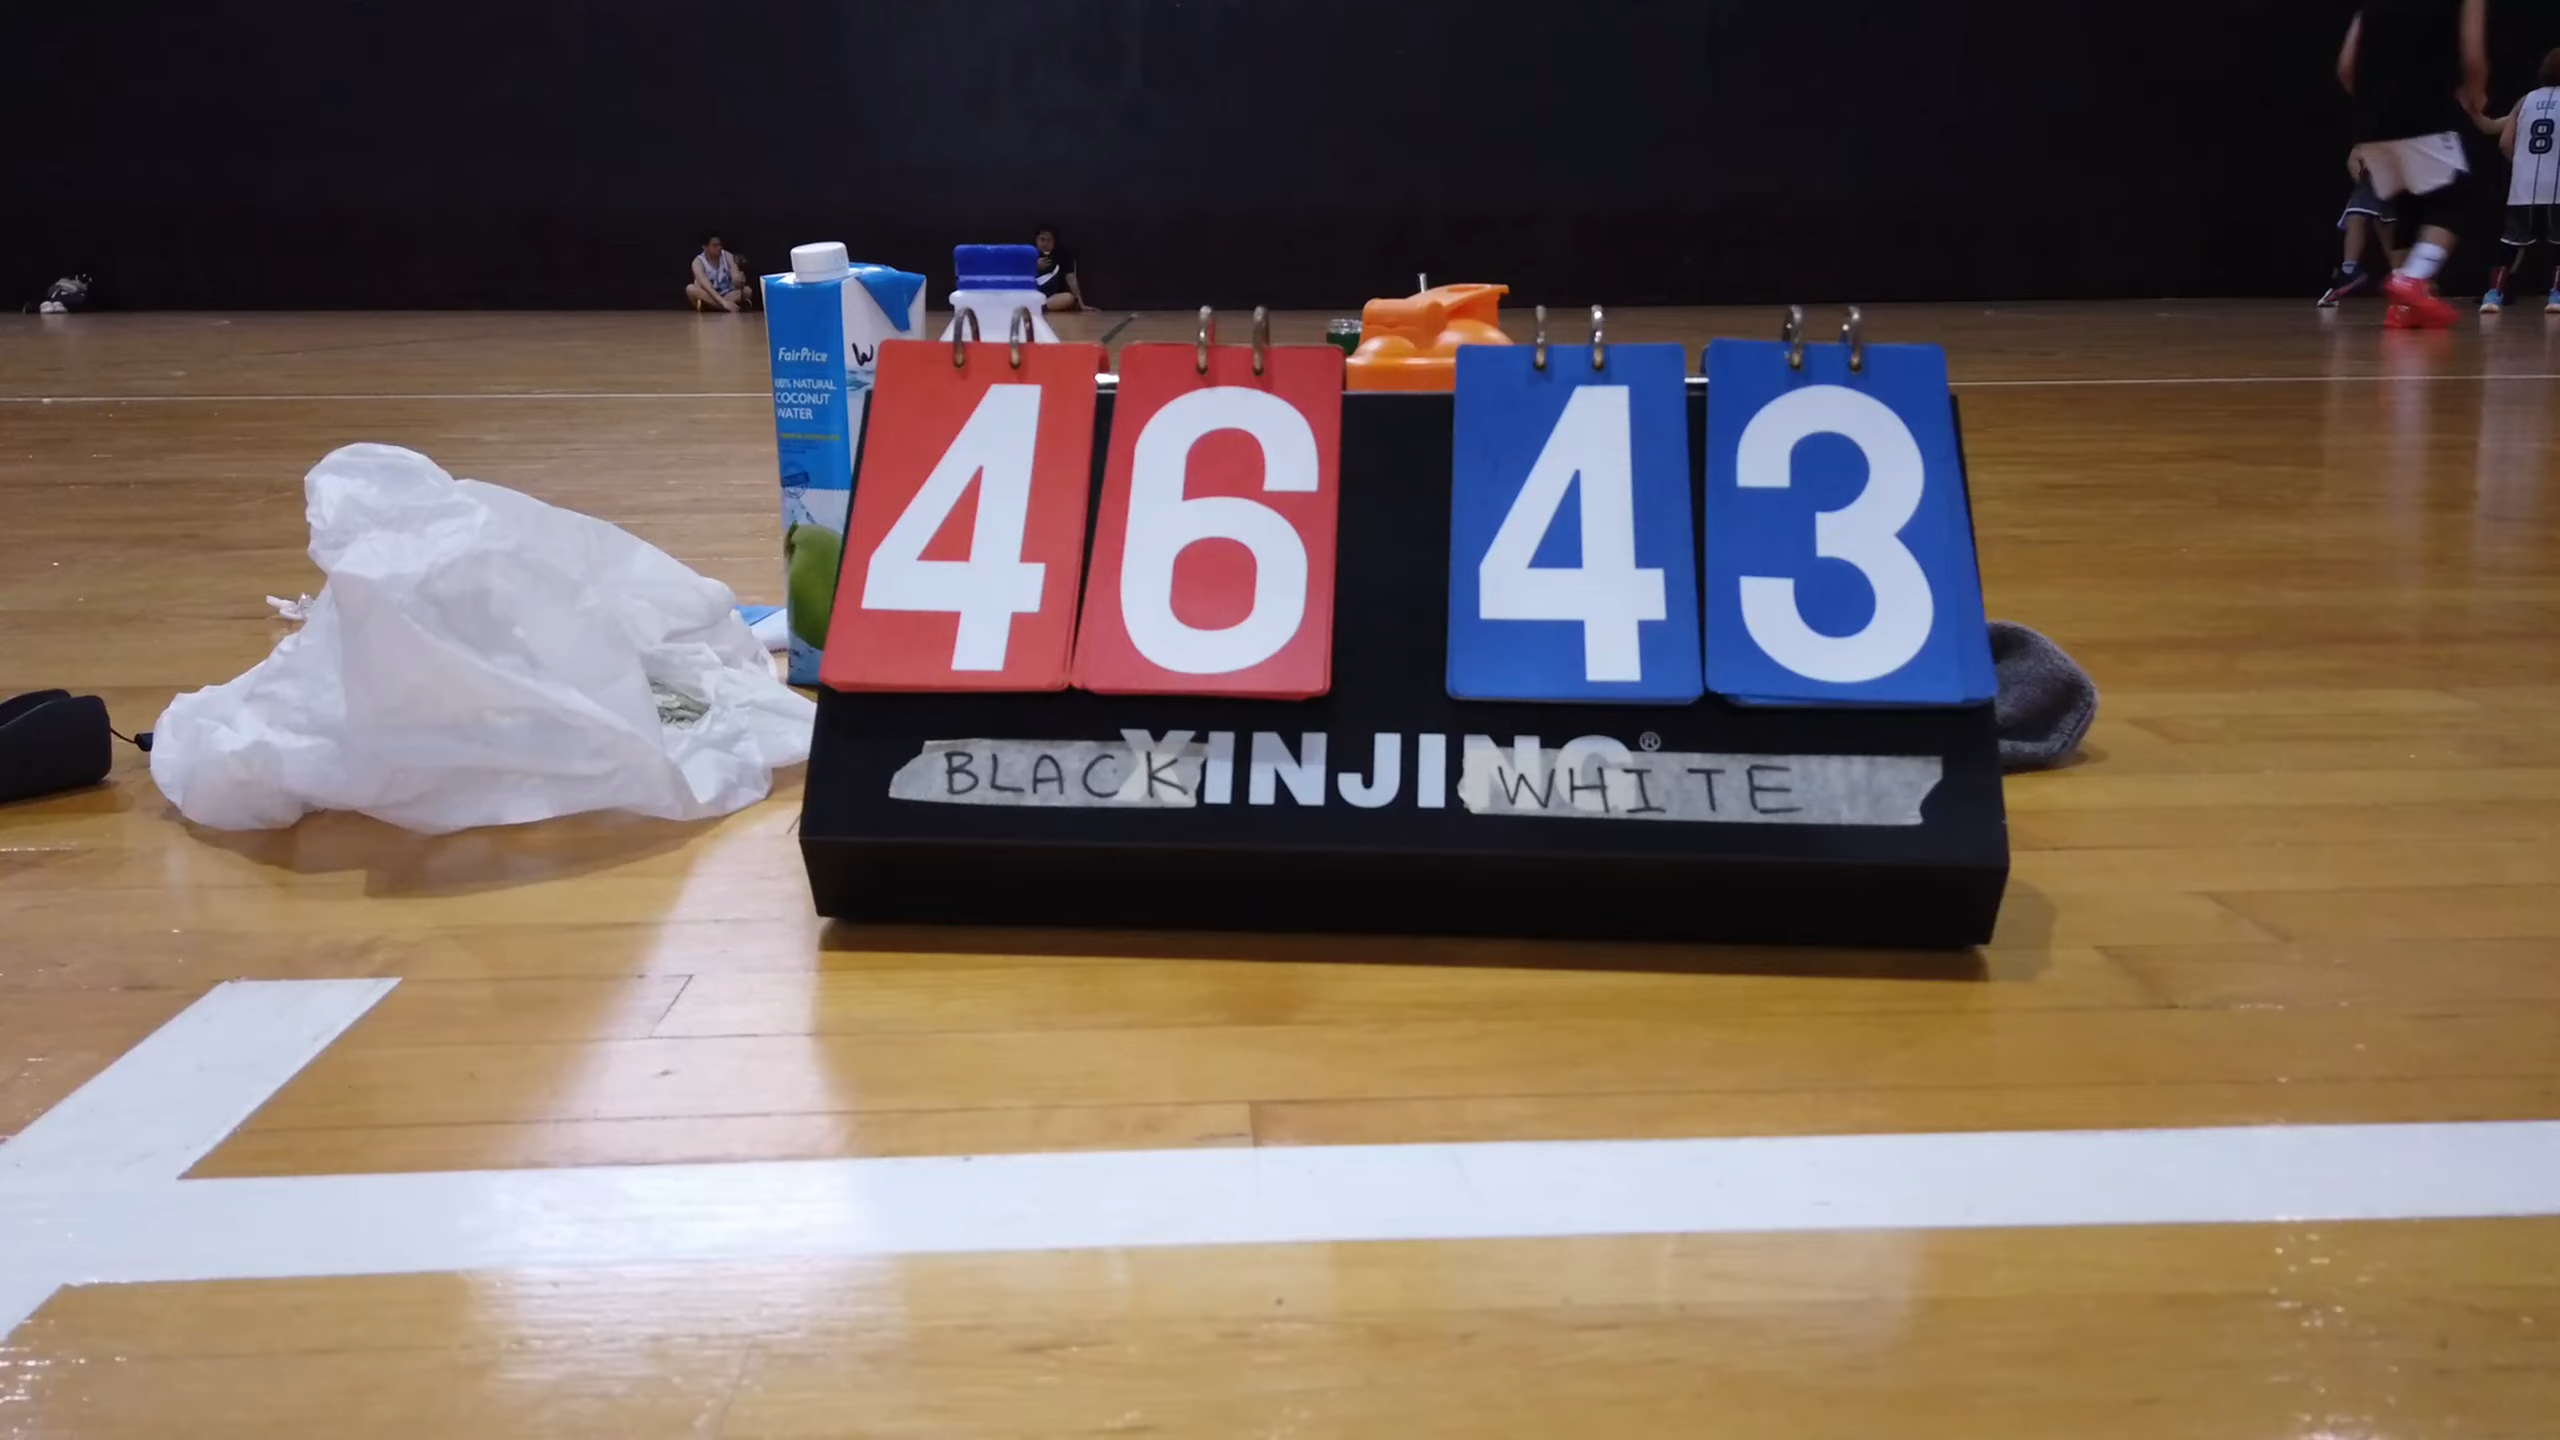 FairPrice
W
100% NATURAL
COCONUT
WATER
46 43
XINJING®
BLACK WHITE
8